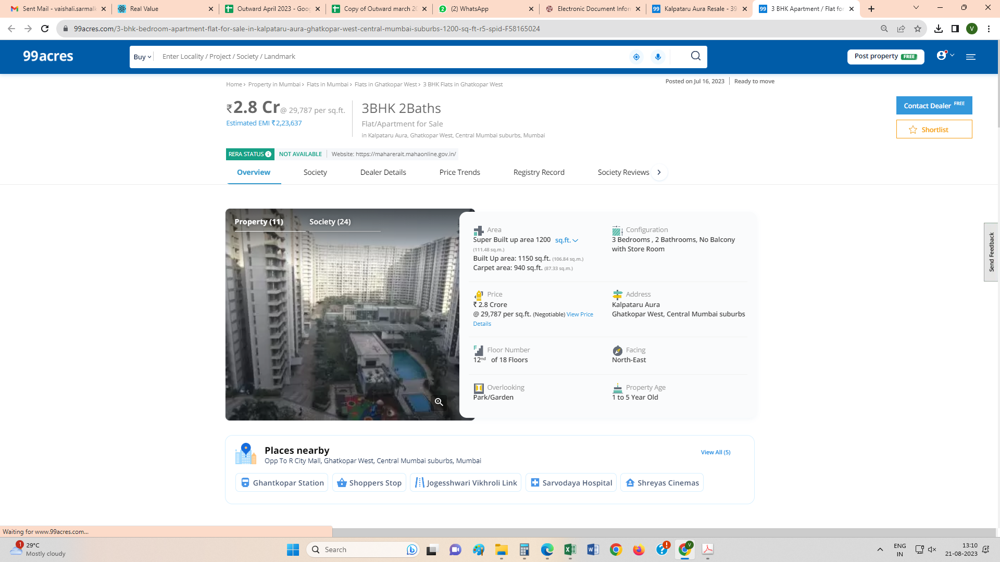 Sent Mail - vaishali.sarmalk
Real Value
Outward April 2023 - Goog
Copy of Outward march 20
(2) WhatsApp
Electronic Document Infor
Kalpataru Aura Resale - 39
3 BHK Apartment / Flat for
99acres.com/3-bhk-bedroom-apartment-flat-for-sale-in-kalpataru-aura-ghatkopar-west-central-mumbai-suburbs-1200-sq-ft-r5-spid-F58165024
V
99acres
Buy
Enter Locality / Project / Society / Landmark
Post property FREE
Home › Property in Mumbai › Flats in Mumbai › Flats in Ghatkopar West › 3 BHK Flats in Ghatkopar West
Posted on Jul 16, 2023 | Ready to move
₹2.8 Cr @ 29,787 per sq.ft.
Estimated EMI ₹2,23,637
3BHK 2Baths
Flat/Apartment for Sale
in Kalpataru Aura, Ghatkopar West, Central Mumbai suburbs, Mumbai
Contact Dealer FREE
Shortlist
RERA STATUS NOT AVAILABLE Website: https://maharerait.mahaonline.gov.in/
Overview Society Dealer Details Price Trends Registry Record Society Reviews
Property (11) Society (24)
Area
Super Built up area 1200 sq.ft.
(111.48 sq.m.)
Built Up area: 1150 sq.ft. (106.84 sq.m.)
Carpet area: 940 sq.ft. (87.33 sq.m.)
Configuration
3 Bedrooms , 2 Bathrooms, No Balcony
with Store Room
Price
₹ 2.8 Crore
@ 29,787 per sq.ft. (Negotiable) View Price
Details
Address
Kalpataru Aura
Ghatkopar West, Central Mumbai suburbs
Floor Number
12nd of 18 Floors
Facing
North-East
Overlooking
Park/Garden
Property Age
1 to 5 Year Old
Send Feedback
Places nearby
Opp To R City Mall, Ghatkopar West, Central Mumbai suburbs, Mumbai
View All (5)
Ghantkopar Station
Shoppers Stop
Jogesshwari Vikhroli Link
Sarvodaya Hospital
Shreyas Cinemas
Waiting for www.99acres.com...
1
29°C
Mostly cloudy
Search
ENG
IN
13:10
21-08-2023